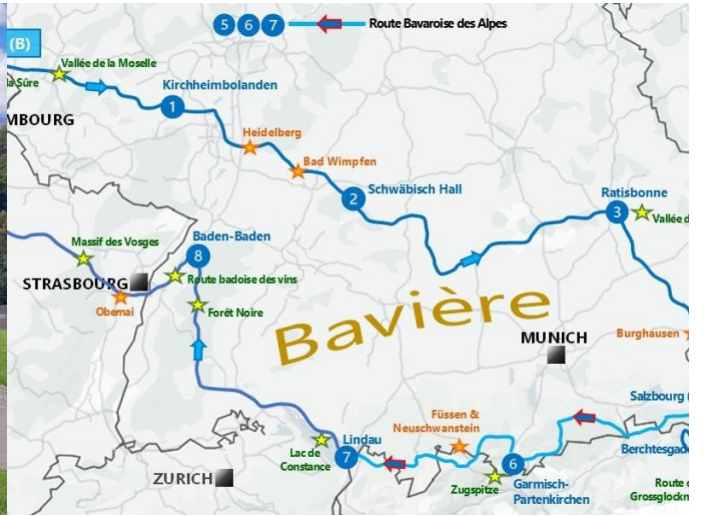 5 6 7 Route Bavaroise des Alpes
(B)
Vallée de la Moselle
la Sûre
Kirchheimbolanden
1
MBOURG
Heidelberg
Bad Wimpfen
Schwäbisch Hall
2
Ratisbonne
3
Vallée d
Massif des Vosges
Baden-Baden
8
STRASBOURG
Route badoise des vins
Obernai
Forêt Noire
Bavière
MUNICH
Burghausen
Salzbourg (
Füssen &
Neuschwanstein
Lindau
7
Lac de
Constance
Berchtesgad
6
Garmisch-
Partenkirchen
Zugspitze
ZURICH
Route d
Grossglockn